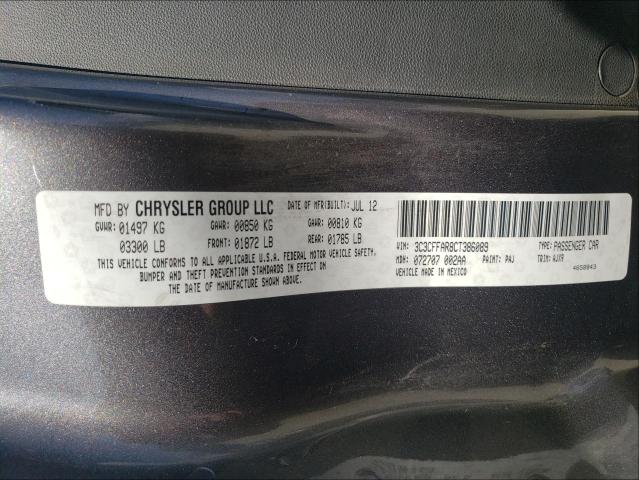 MFD BY CHRYSLER GROUP LLC DATE OF MFR(BUILT): JUL 12
GVWR: 01497 KG GAWR: 00850 KG GAWR: 00810 KG
03300 LB FRONT: 01872 LB REAR: 01785 LB
THIS VEHICLE CONFORMS TO ALL APPLICABLE U.S.A. FEDERAL MOTOR VEHICLE SAFETY,
BUMPER AND THEFT PREVENTION STANDARDS IN EFFECT ON
THE DATE OF MANUFACTURE SHOWN ABOVE.
VIN: 3C3CFFAR8CT386089 TYPE: PASSENGER CAR
MDH: 072707 002AA PAINT: PAJ TRIM: AJX9
VEHICLE MADE IN MEXICO 4650843